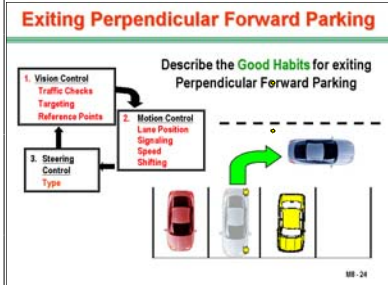 Exiting Perpendicular Forward Parking
Describe the Good Habits for exiting
Perpendicular Forward Parking
1. Vision Control
Traffic Checks
Targeting
Reference Points
2. Motion Control
Lane Position
Signaling
Speed
Shifting
3. Steering
Control
Type
M8 - 24